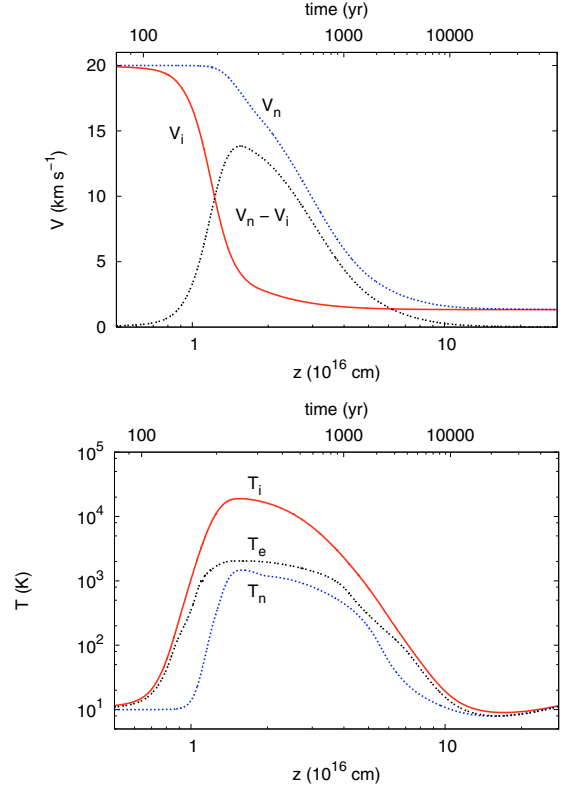 time (yr)
100 1000 10000
20
15
10
5
0
V (km s⁻¹)
Vₙ
Vᵢ
Vₙ − Vᵢ
1 10
z (10¹⁶ cm)
time (yr)
100 1000 10000
10⁵
10⁴
10³
10²
10¹
T (K)
Tᵢ
Tₑ
Tₙ
1 10
z (10¹⁶ cm)